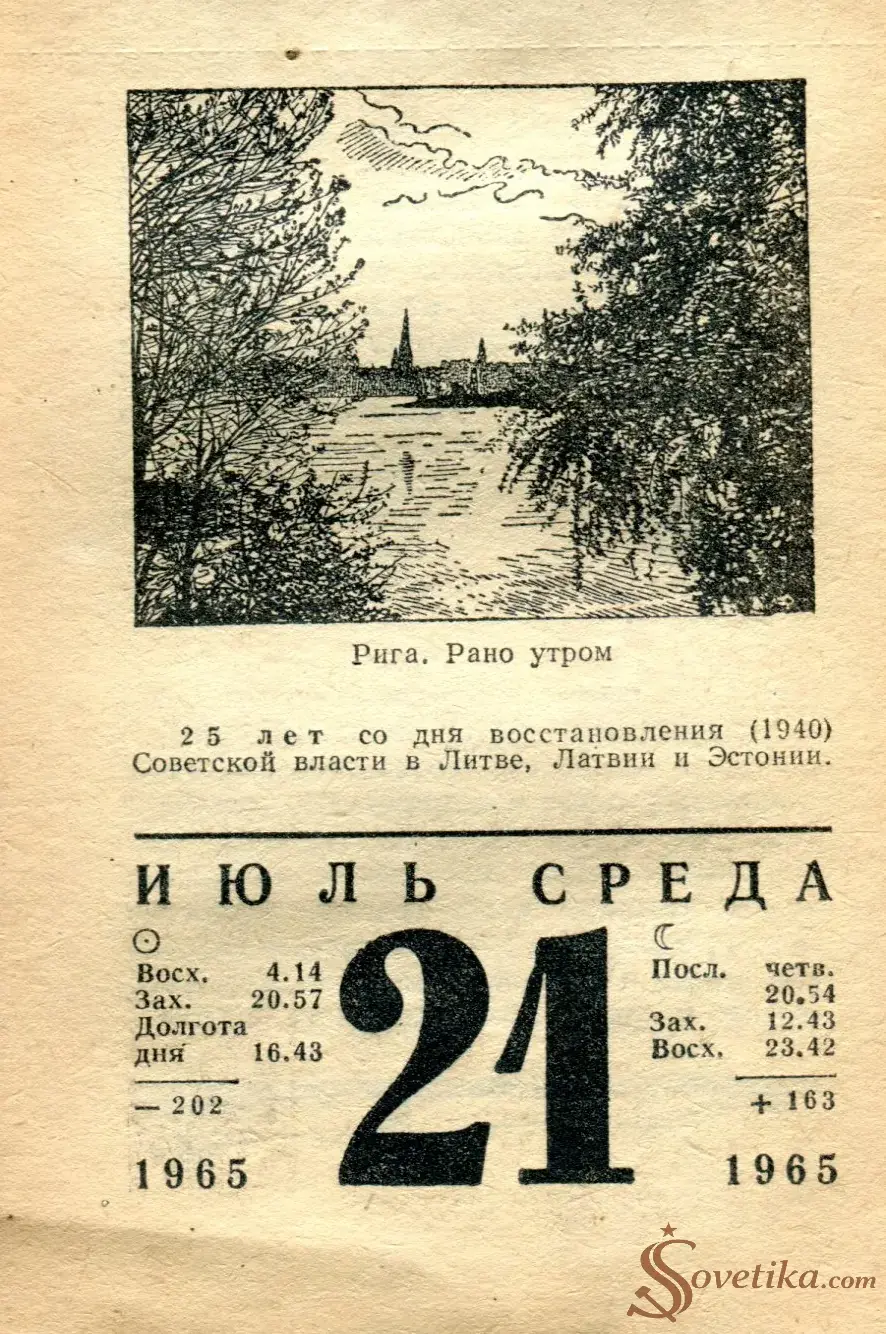 Рига. Рано утром
25 лет со дня восстановления (1940)
Советской власти в Литве, Латвии и Эстонии.
ИЮЛЬ СРЕДА
21
☉
Восх. 4.14
Зах. 20.57
Долгота
дня 16.43
— 202
1965
☾
Посл. четв.
20.54
Зах. 12.43
Восх. 23.42
+ 163
1965
Sovetika.com